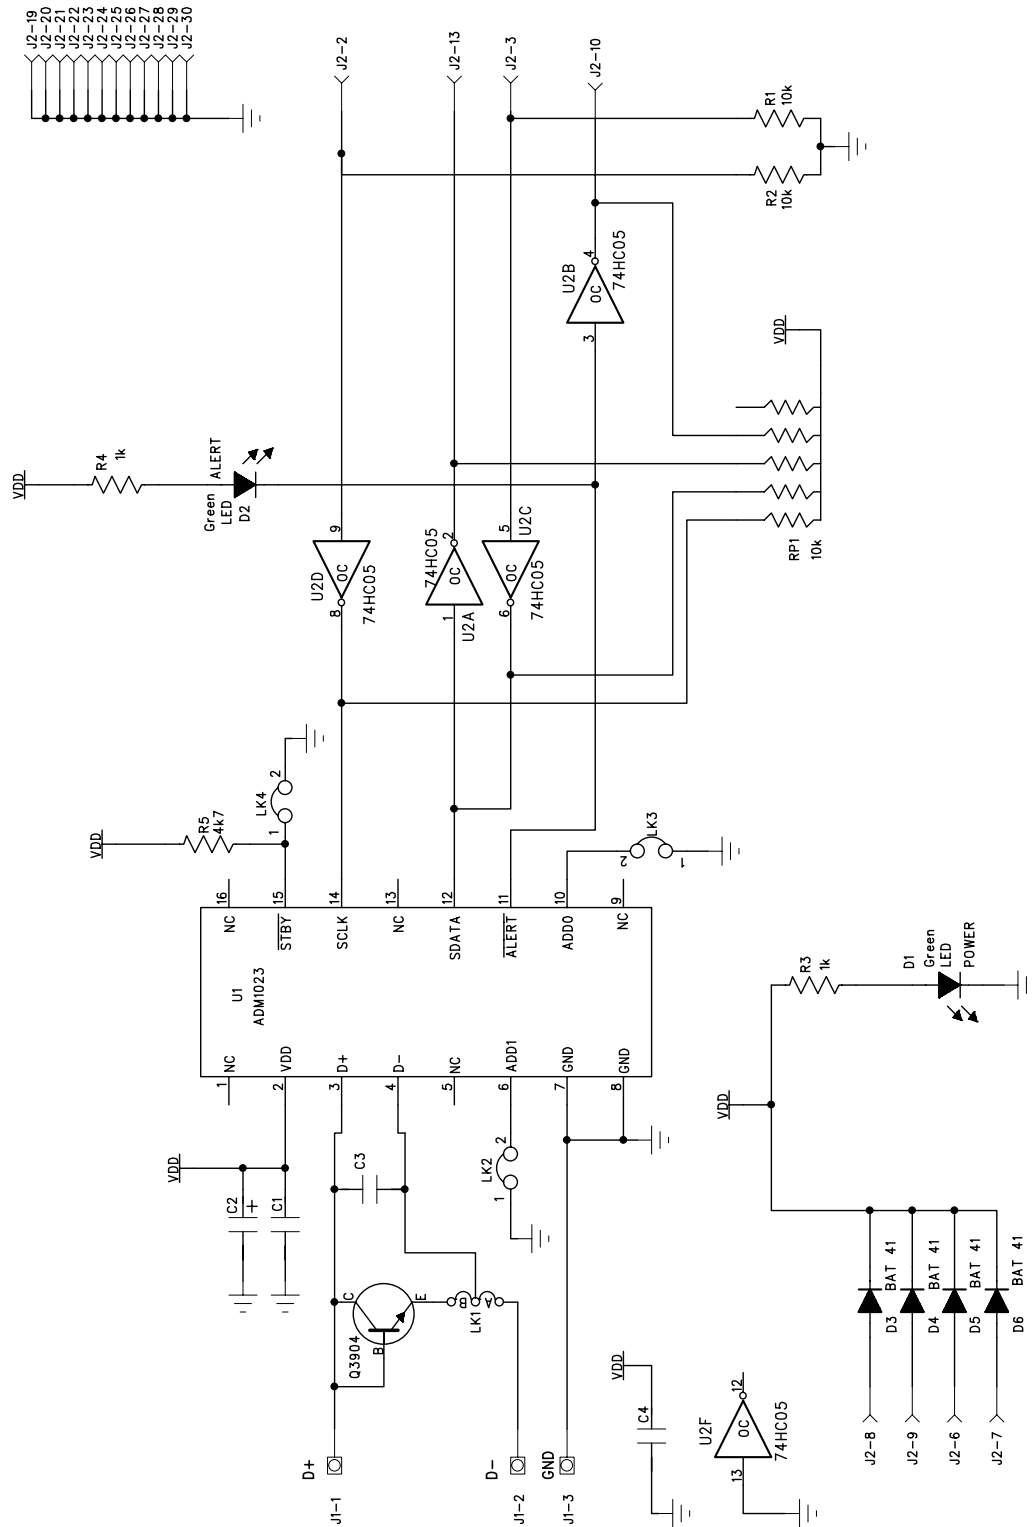 J2-19
J2-20
J2-21
J2-22
J2-23
J2-24
J2-25
J2-26
J2-27
J2-28
J2-29
J2-30
J2-2
J2-13
J2-3
J2-10
R1
10k
R2
10k
VDD
R4
1k
Green
LED
D2
ALERT
U2D
OC
9
8
74HC05
U2A
OC
1
2
74HC05
U2C
OC
5
6
74HC05
U2B
OC
3
4
74HC05
VDD
RP1
10k
VDD
R5
4k7
LK4
1
2
LK3
2
1
U1
ADM1023
16
NC
15
STBY
14
SCLK
13
NC
12
SDATA
11
ALERT
10
ADD0
9
NC
1
NC
2
VDD
3
D+
4
D-
5
NC
6
ADD1
7
GND
8
GND
VDD
C2
+
C1
C3
LK2
1
2
Q3904
C
B
E
LK1
B
A
D+
J1-1
D-
J1-2
GND
J1-3
VDD
C4
U2F
OC
13
12
74HC05
VDD
R3
1k
D1
Green
LED
POWER
J2-8
D3
BAT 41
J2-9
D4
BAT 41
J2-6
D5
BAT 41
J2-7
D6
BAT 41